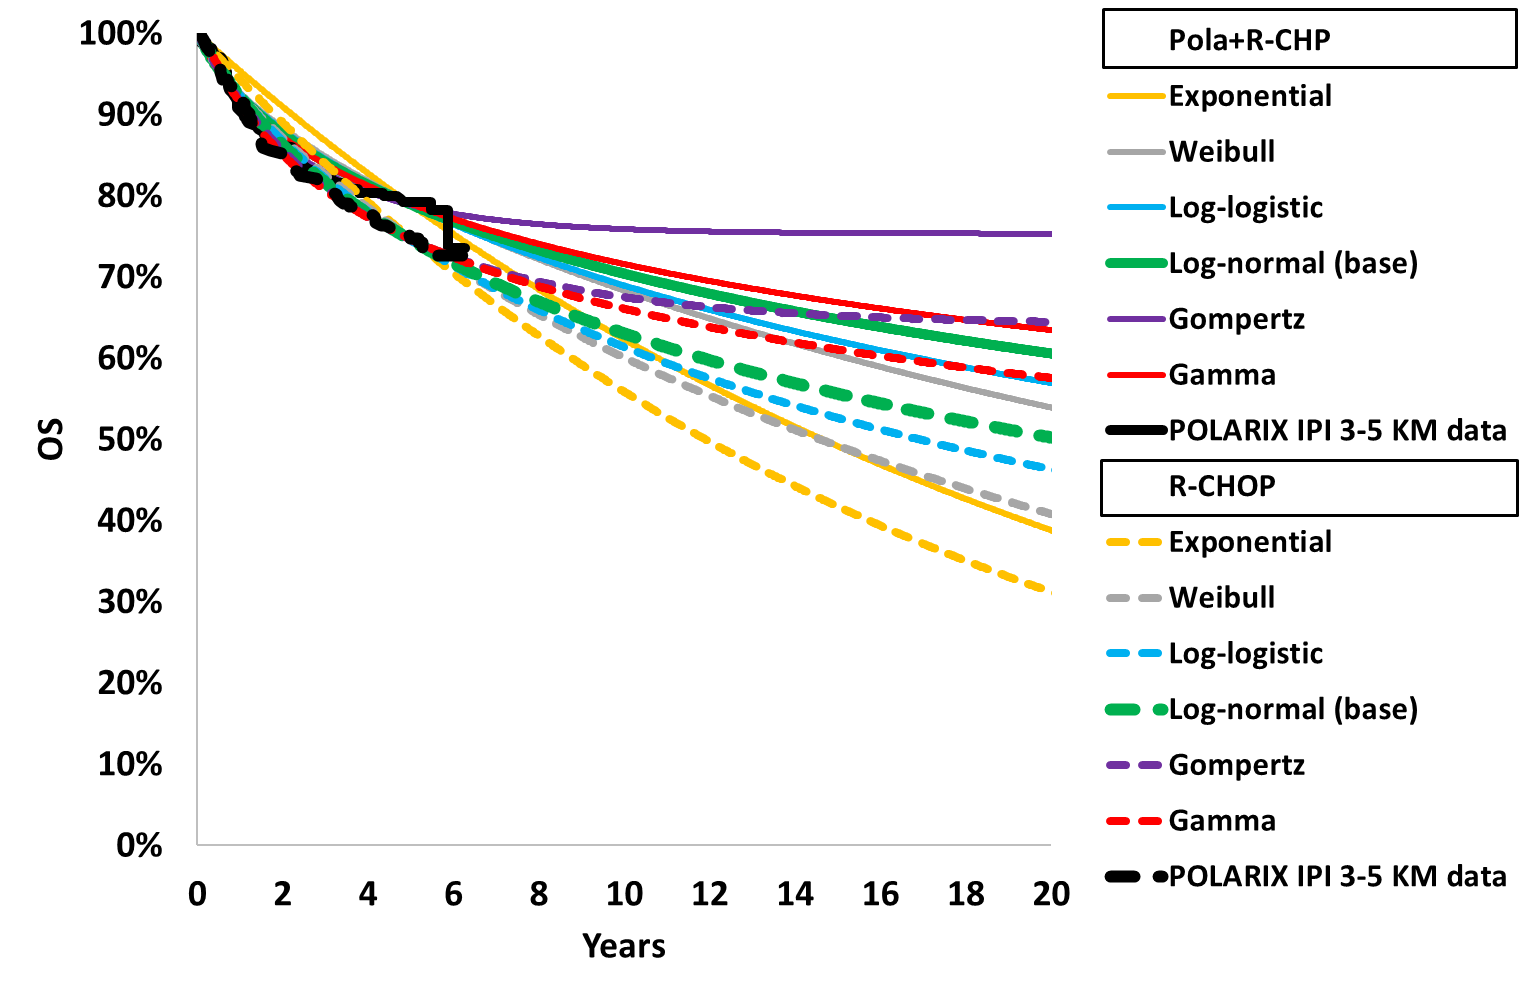 100%
90%
80%
70%
60%
50%
40%
30%
20%
10%
0%
OS
0 2 4 6 8 10 12 14 16 18 20
Years
Pola+R-CHP
Exponential
Weibull
Log-logistic
Log-normal (base)
Gompertz
Gamma
POLARIX IPI 3-5 KM data
R-CHOP
Exponential
Weibull
Log-logistic
Log-normal (base)
Gompertz
Gamma
POLARIX IPI 3-5 KM data